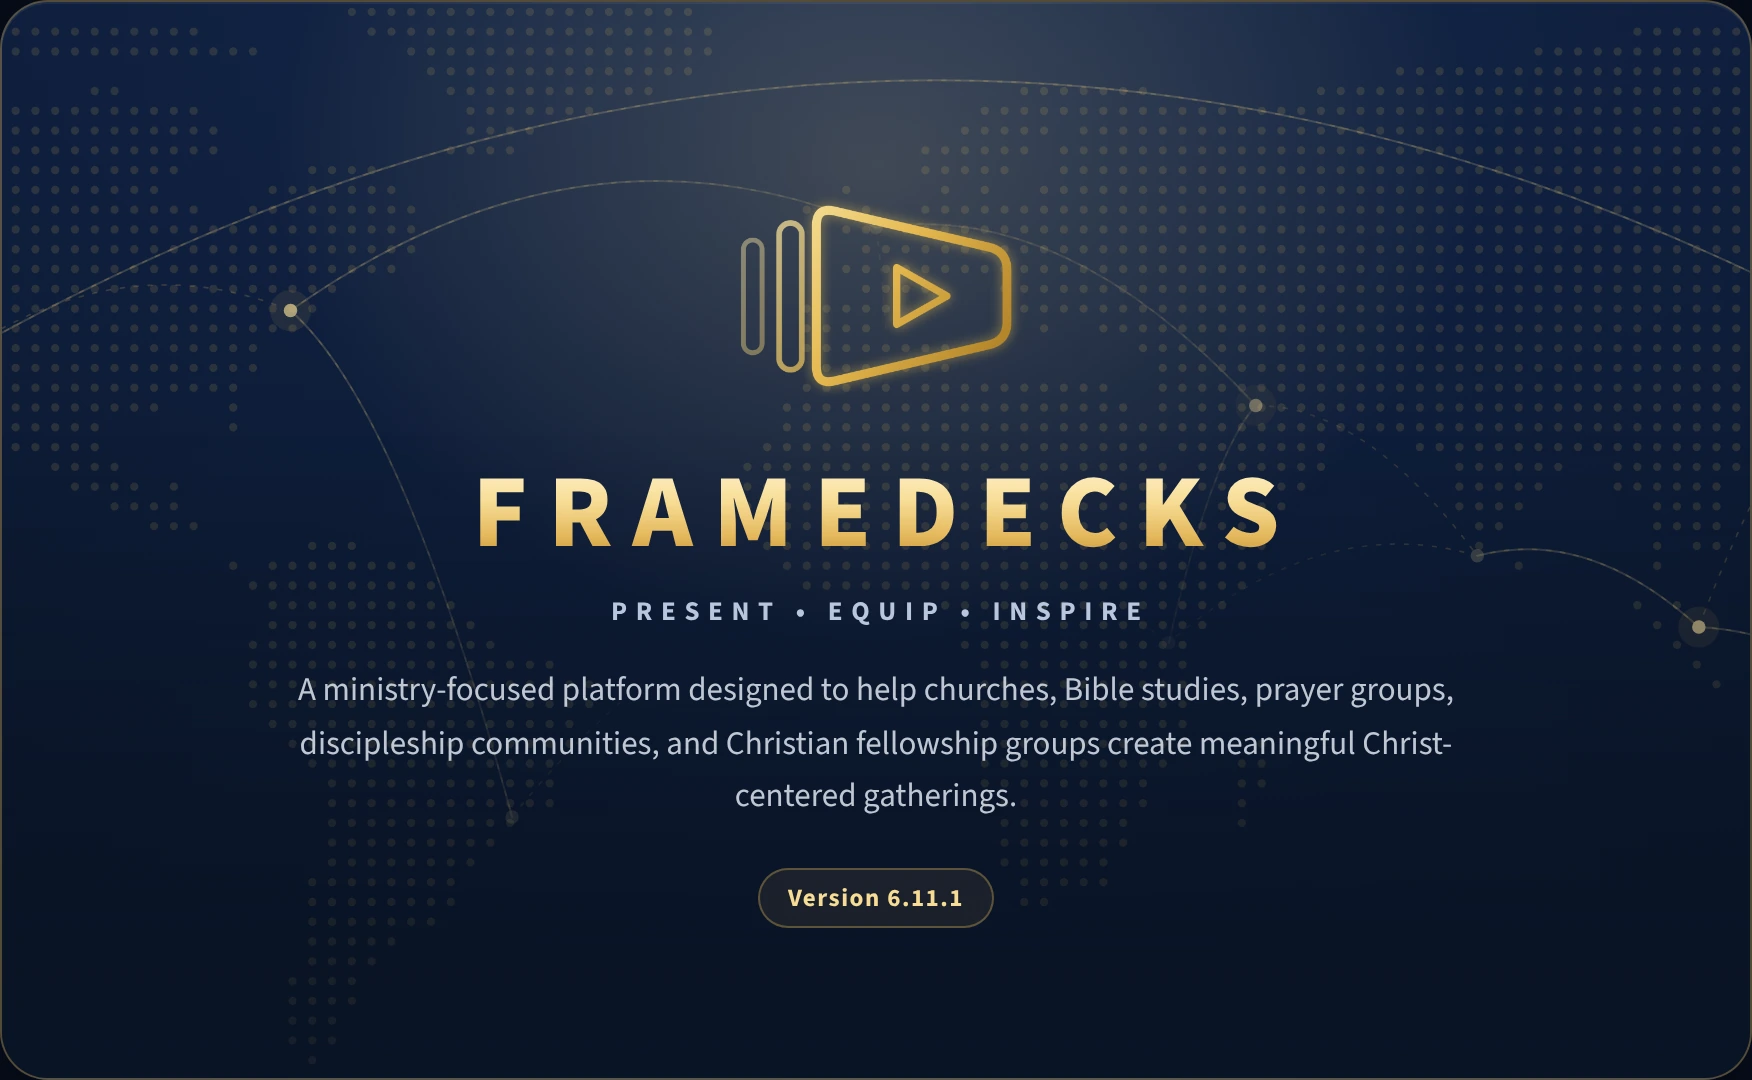 FRAMEDECKS
PRESENT • EQUIP • INSPIRE
A ministry-focused platform designed to help churches, Bible studies, prayer groups,
discipleship communities, and Christian fellowship groups create meaningful Christ-
centered gatherings.
Version 6.11.1